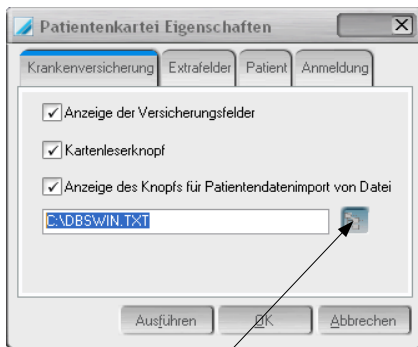 Patientenkartei Eigenschaften
Krankenversicherung Extrafelder Patient Anmeldung
Anzeige der Versicherungsfelder
Kartenleserknopf
Anzeige des Knopfs für Patientendatenimport von Datei
C:\DBSWIN.TXT
Ausführen OK Abbrechen